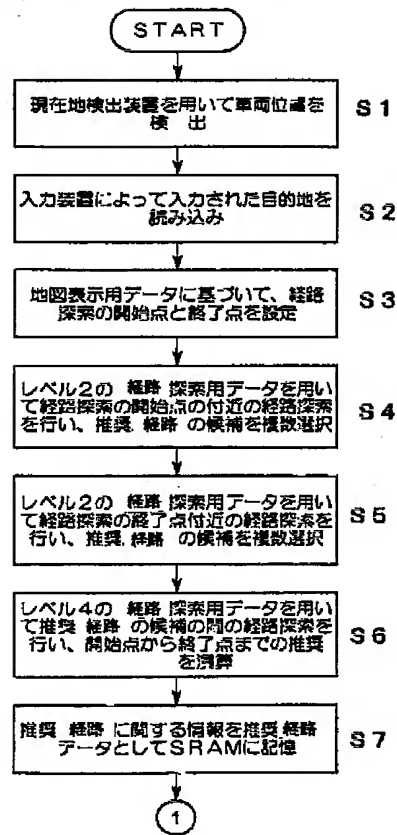 START
現在地検出装置を用いて車両位置を
検 出
S1
入力装置によって入力された目的地を
読み込み
S2
地図表示用データに基づいて、経路
探索の開始点と終了点を設定
S3
レベル2の 経路 探索用データを用い
て経路探索の開始点の付近の経路探索
を行い、推奨 経路 の候補を複数選択
S4
レベル2の 経路 探索用データを用い
て経路探索の終了点付近の経路探索を
行い、推奨 経路 の候補を複数選択
S5
レベル4の 経路 探索用データを用い
て推奨 経路 の候補の間の経路探索を
行い、開始点から終了点までの推奨
を演算
S6
推奨 経路 に関する情報を推奨 経路
データとしてSRAMに記憶
S7
1